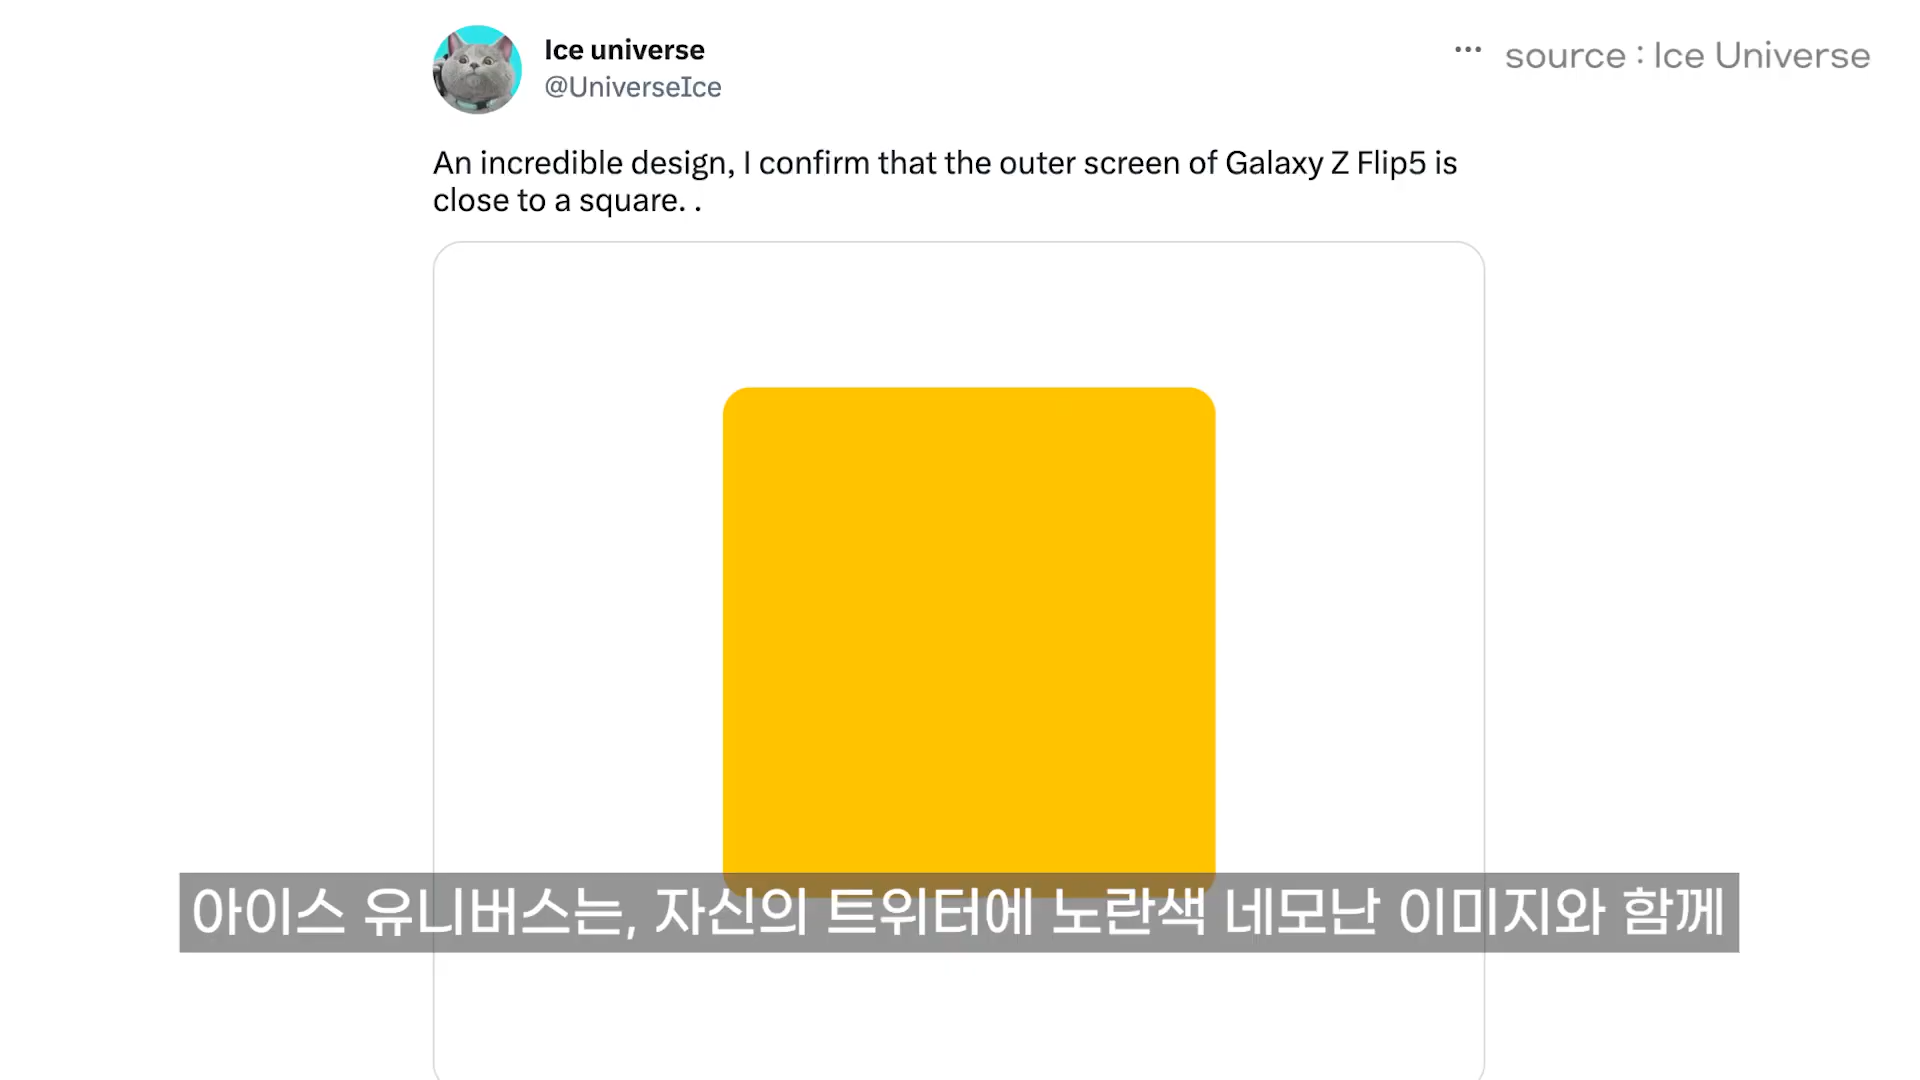 Ice universe
@UniverseIce
source : Ice Universe
An incredible design, I confirm that the outer screen of Galaxy Z Flip5 is
close to a square. .
아이스 유니버스는, 자신의 트위터에 노란색 네모난 이미지와 함께